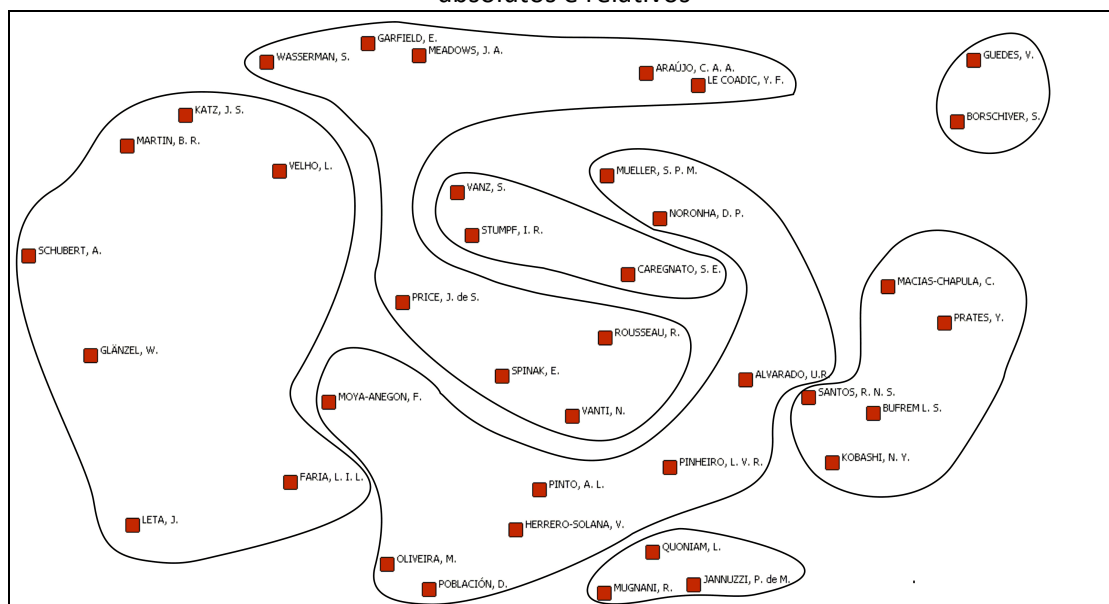 absolutos e relativos
GARFIELD, E.
MEADOWS, J. A.
WASSERMAN, S.
GUEDES, V.
ARAÚJO, C. A. A.
LE COADIC, Y. F.
KATZ, J. S.
BORSCHIVER, S.
MARTIN, B. R.
VELHO, L.
MUELLER, S. P. M.
VANZ, S.
NORONHA, D. P.
STUMPF, I. R.
SCHUBERT, A.
CAREGNATO, S. E.
MACIAS-CHAPULA, C.
PRICE, J. de S.
PRATES, Y.
ROUSSEAU, R.
GLÄNZEL, W.
SPINAK, E.
ALVARADO, U.R.
SANTOS, R. N. S.
MOYA-ANEGON, F.
BUFREM L. S.
VANTI, N.
KOBASHI, N. Y.
PINHEIRO, L. V. R.
FARIA, L. I. L.
PINTO, A. L.
LETA, J.
HERRERO-SOLANA, V.
QUONIAM, L.
OLIVEIRA, M.
JANNUZZI, P. de M.
POBLACIÓN, D.
MUGNANI, R.